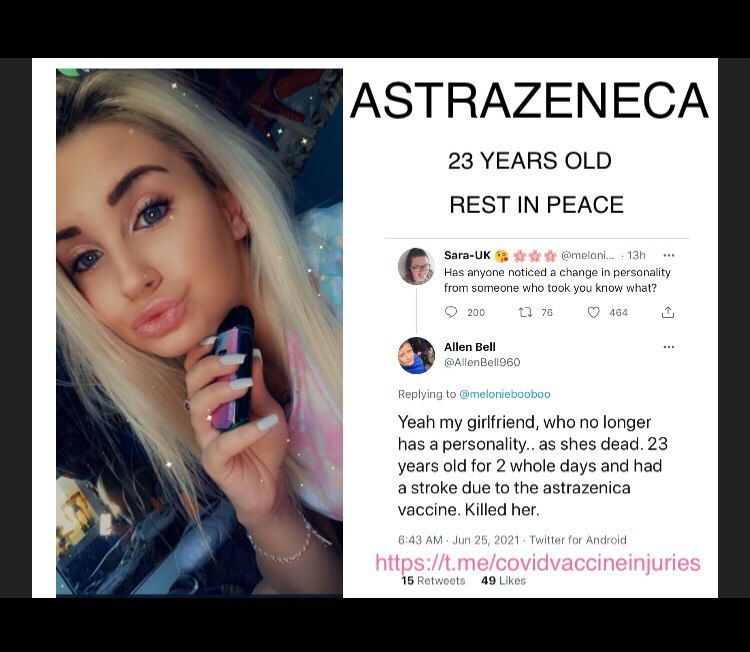 ASTRAZENECA
23 YEARS OLD
REST IN PEACE
Sara-UK 😘 🌸 🌸 🌸 @meloni... · 13h ...
Has anyone noticed a change in personality
from someone who took you know what?
200 76 464
Allen Bell ...
@AllenBell960
Replying to @meloniebooboo
Yeah my girlfriend, who no longer
has a personality.. as shes dead. 23
years old for 2 whole days and had
a stroke due to the astrazenica
vaccine. Killed her.
6:43 AM · Jun 25, 2021 · Twitter for Android
https://t.me/covidvaccineinjuries
15 Retweets 49 Likes